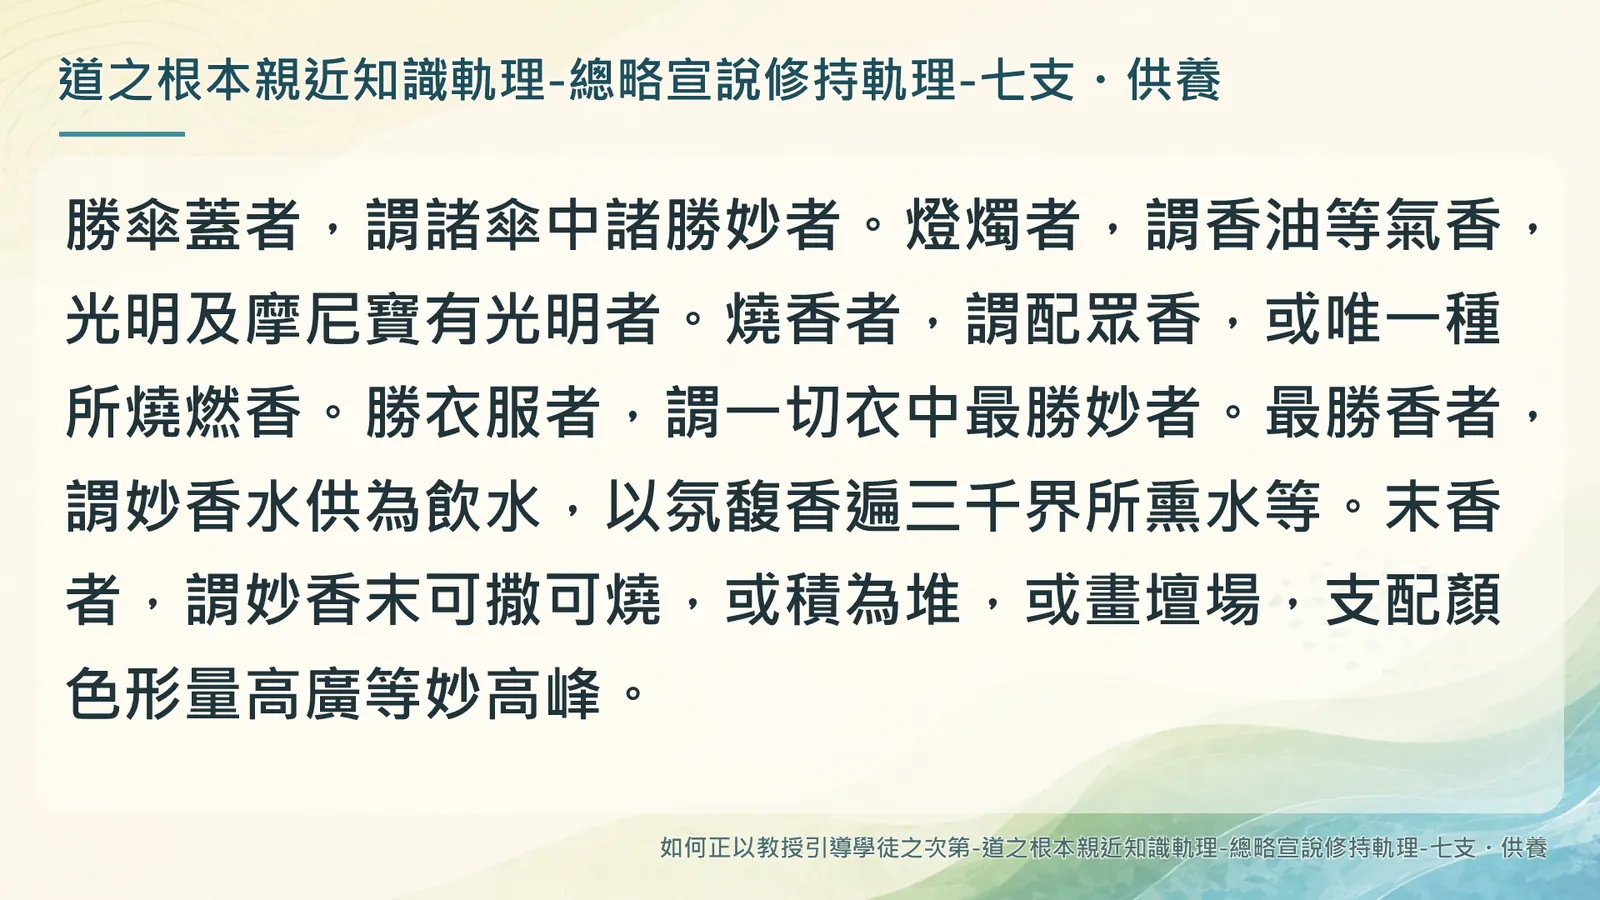 道之根本親近知識軌理-總略宣說修持軌理-七支．供養
勝傘蓋者，謂諸傘中諸勝妙者。燈燭者，謂香油等氣香，
光明及摩尼寶有光明者。燒香者，謂配眾香，或唯一種
所燒燃香。勝衣服者，謂一切衣中最勝妙者。最勝香者，
謂妙香水供為飲水，以氛馥香遍三千界所熏水等。末香
者，謂妙香末可撒可燒，或積為堆，或畫壇場，支配顏
色形量高廣等妙高峰。
如何正以教授引導學徒之次第-道之根本親近知識軌理-總略宣說修持軌理-七支．供養